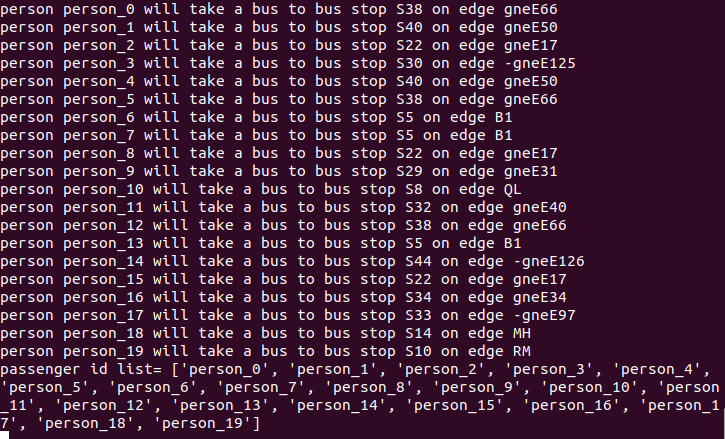 person person_0 will take a bus to bus stop S38 on edge gneE66
person person_1 will take a bus to bus stop S40 on edge gneE50
person person_2 will take a bus to bus stop S22 on edge gneE17
person person_3 will take a bus to bus stop S30 on edge -gneE125
person person_4 will take a bus to bus stop S40 on edge gneE50
person person_5 will take a bus to bus stop S38 on edge gneE66
person person_6 will take a bus to bus stop S5 on edge B1
person person_7 will take a bus to bus stop S5 on edge B1
person person_8 will take a bus to bus stop S22 on edge gneE17
person person_9 will take a bus to bus stop S29 on edge gneE31
person person_10 will take a bus to bus stop S8 on edge QL
person person_11 will take a bus to bus stop S32 on edge gneE40
person person_12 will take a bus to bus stop S38 on edge gneE66
person person_13 will take a bus to bus stop S5 on edge B1
person person_14 will take a bus to bus stop S44 on edge -gneE126
person person_15 will take a bus to bus stop S22 on edge gneE17
person person_16 will take a bus to bus stop S34 on edge gneE34
person person_17 will take a bus to bus stop S33 on edge -gneE97
person person_18 will take a bus to bus stop S14 on edge MH
person person_19 will take a bus to bus stop S10 on edge RM
passenger id list= ['person_0', 'person_1', 'person_2', 'person_3', 'person_4',
'person_5', 'person_6', 'person_7', 'person_8', 'person_9', 'person_10', 'person
_11', 'person_12', 'person_13', 'person_14', 'person_15', 'person_16', 'person_1
7', 'person_18', 'person_19']